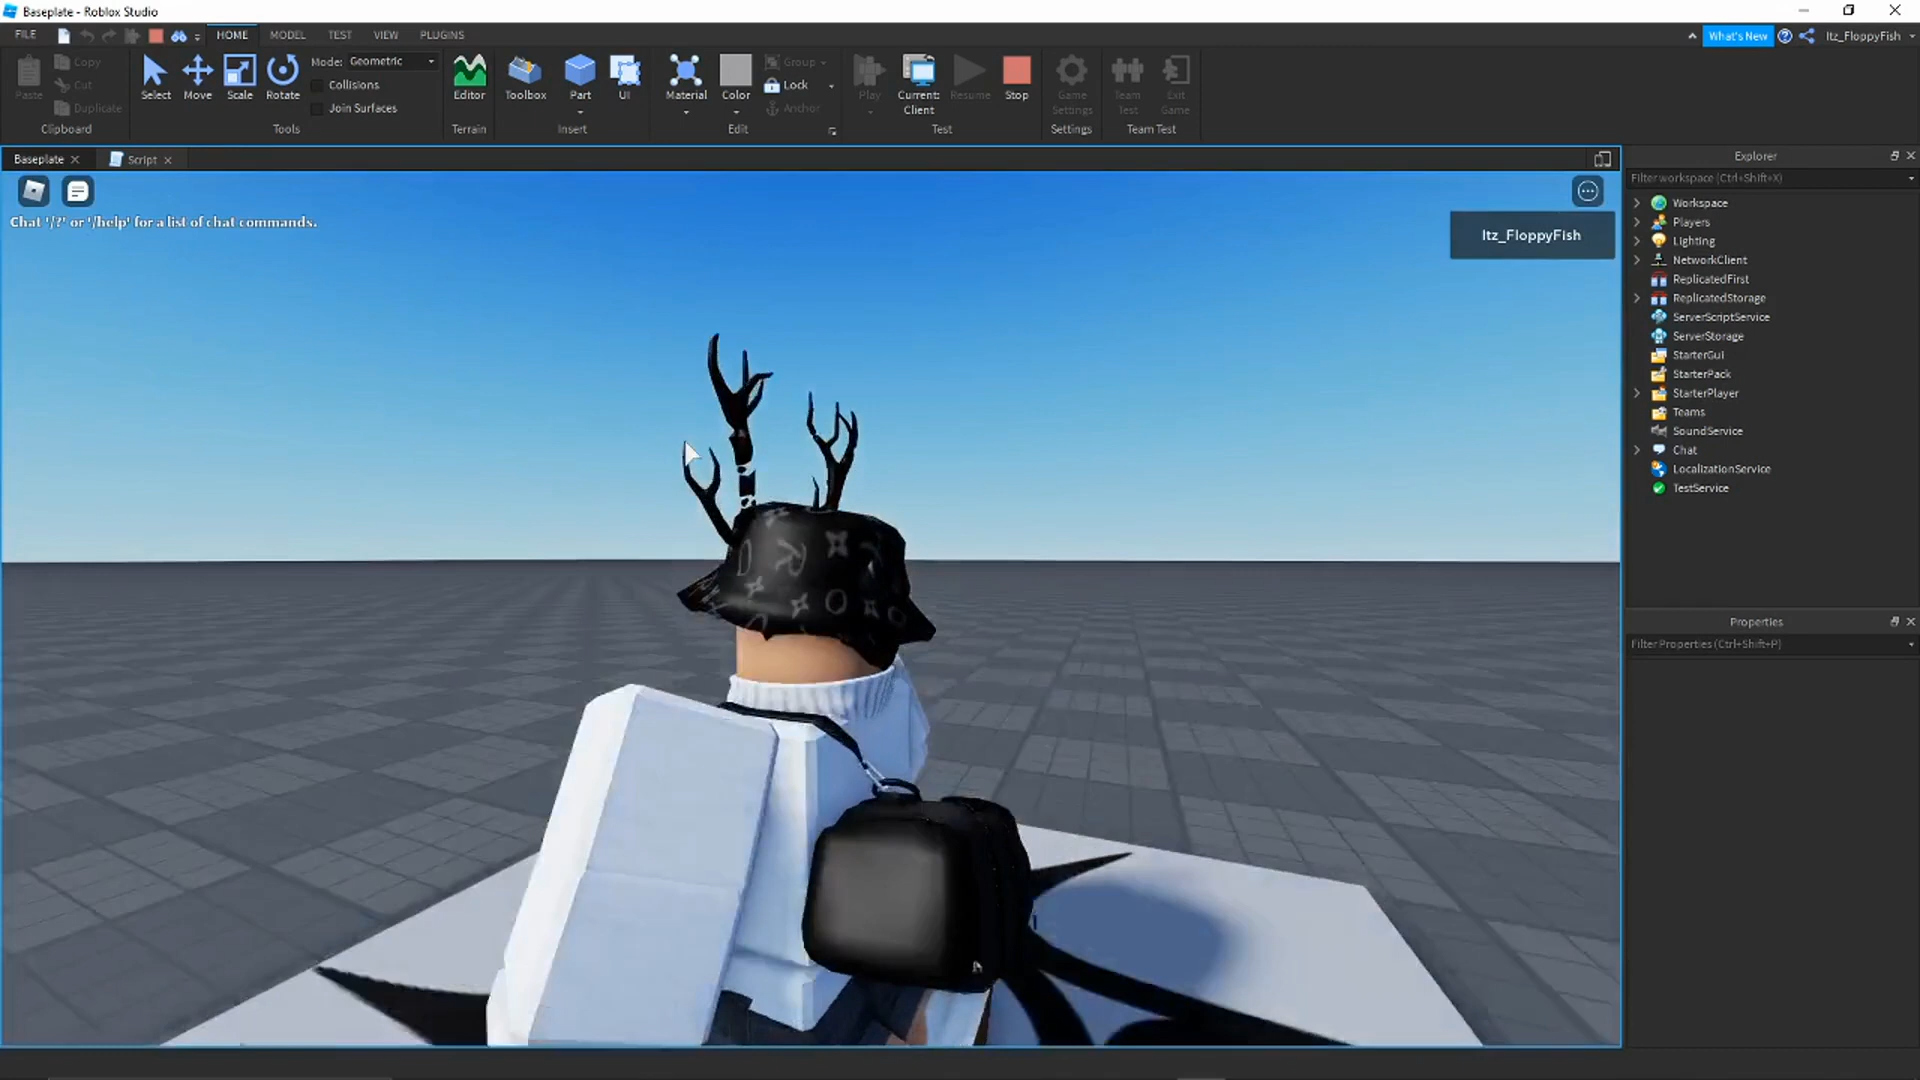 Baseplate - Roblox Studio
FILE HOME MODEL TEST VIEW PLUGINS What's New Itz_FloppyFish
Paste Copy Cut Duplicate Clipboard
Select Move Scale Rotate Mode: Geometric Collisions Join Surfaces Tools
Editor Terrain
Toolbox Part UI Insert
Material Color Group Lock Anchor Edit
Play Current: Client Resume Stop Test
Game Settings Settings
Team Test Exit Game Team Test
Baseplate Script
Chat '/?' or '/help' for a list of chat commands.
Itz_FloppyFish
Explorer
Filter workspace (Ctrl+Shift+X)
Workspace
Players
Lighting
NetworkClient
ReplicatedFirst
ReplicatedStorage
ServerScriptService
ServerStorage
StarterGui
StarterPack
StarterPlayer
Teams
SoundService
Chat
LocalizationService
TestService
Properties
Filter Properties (Ctrl+Shift+P)